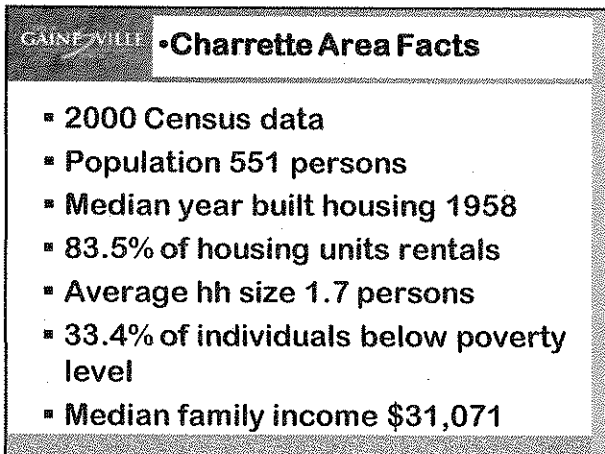 GAINESVILLE
•Charrette Area Facts
▪ 2000 Census data
▪ Population 551 persons
▪ Median year built housing 1958
▪ 83.5% of housing units rentals
▪ Average hh size 1.7 persons
▪ 33.4% of individuals below poverty
level
▪ Median family income $31,071